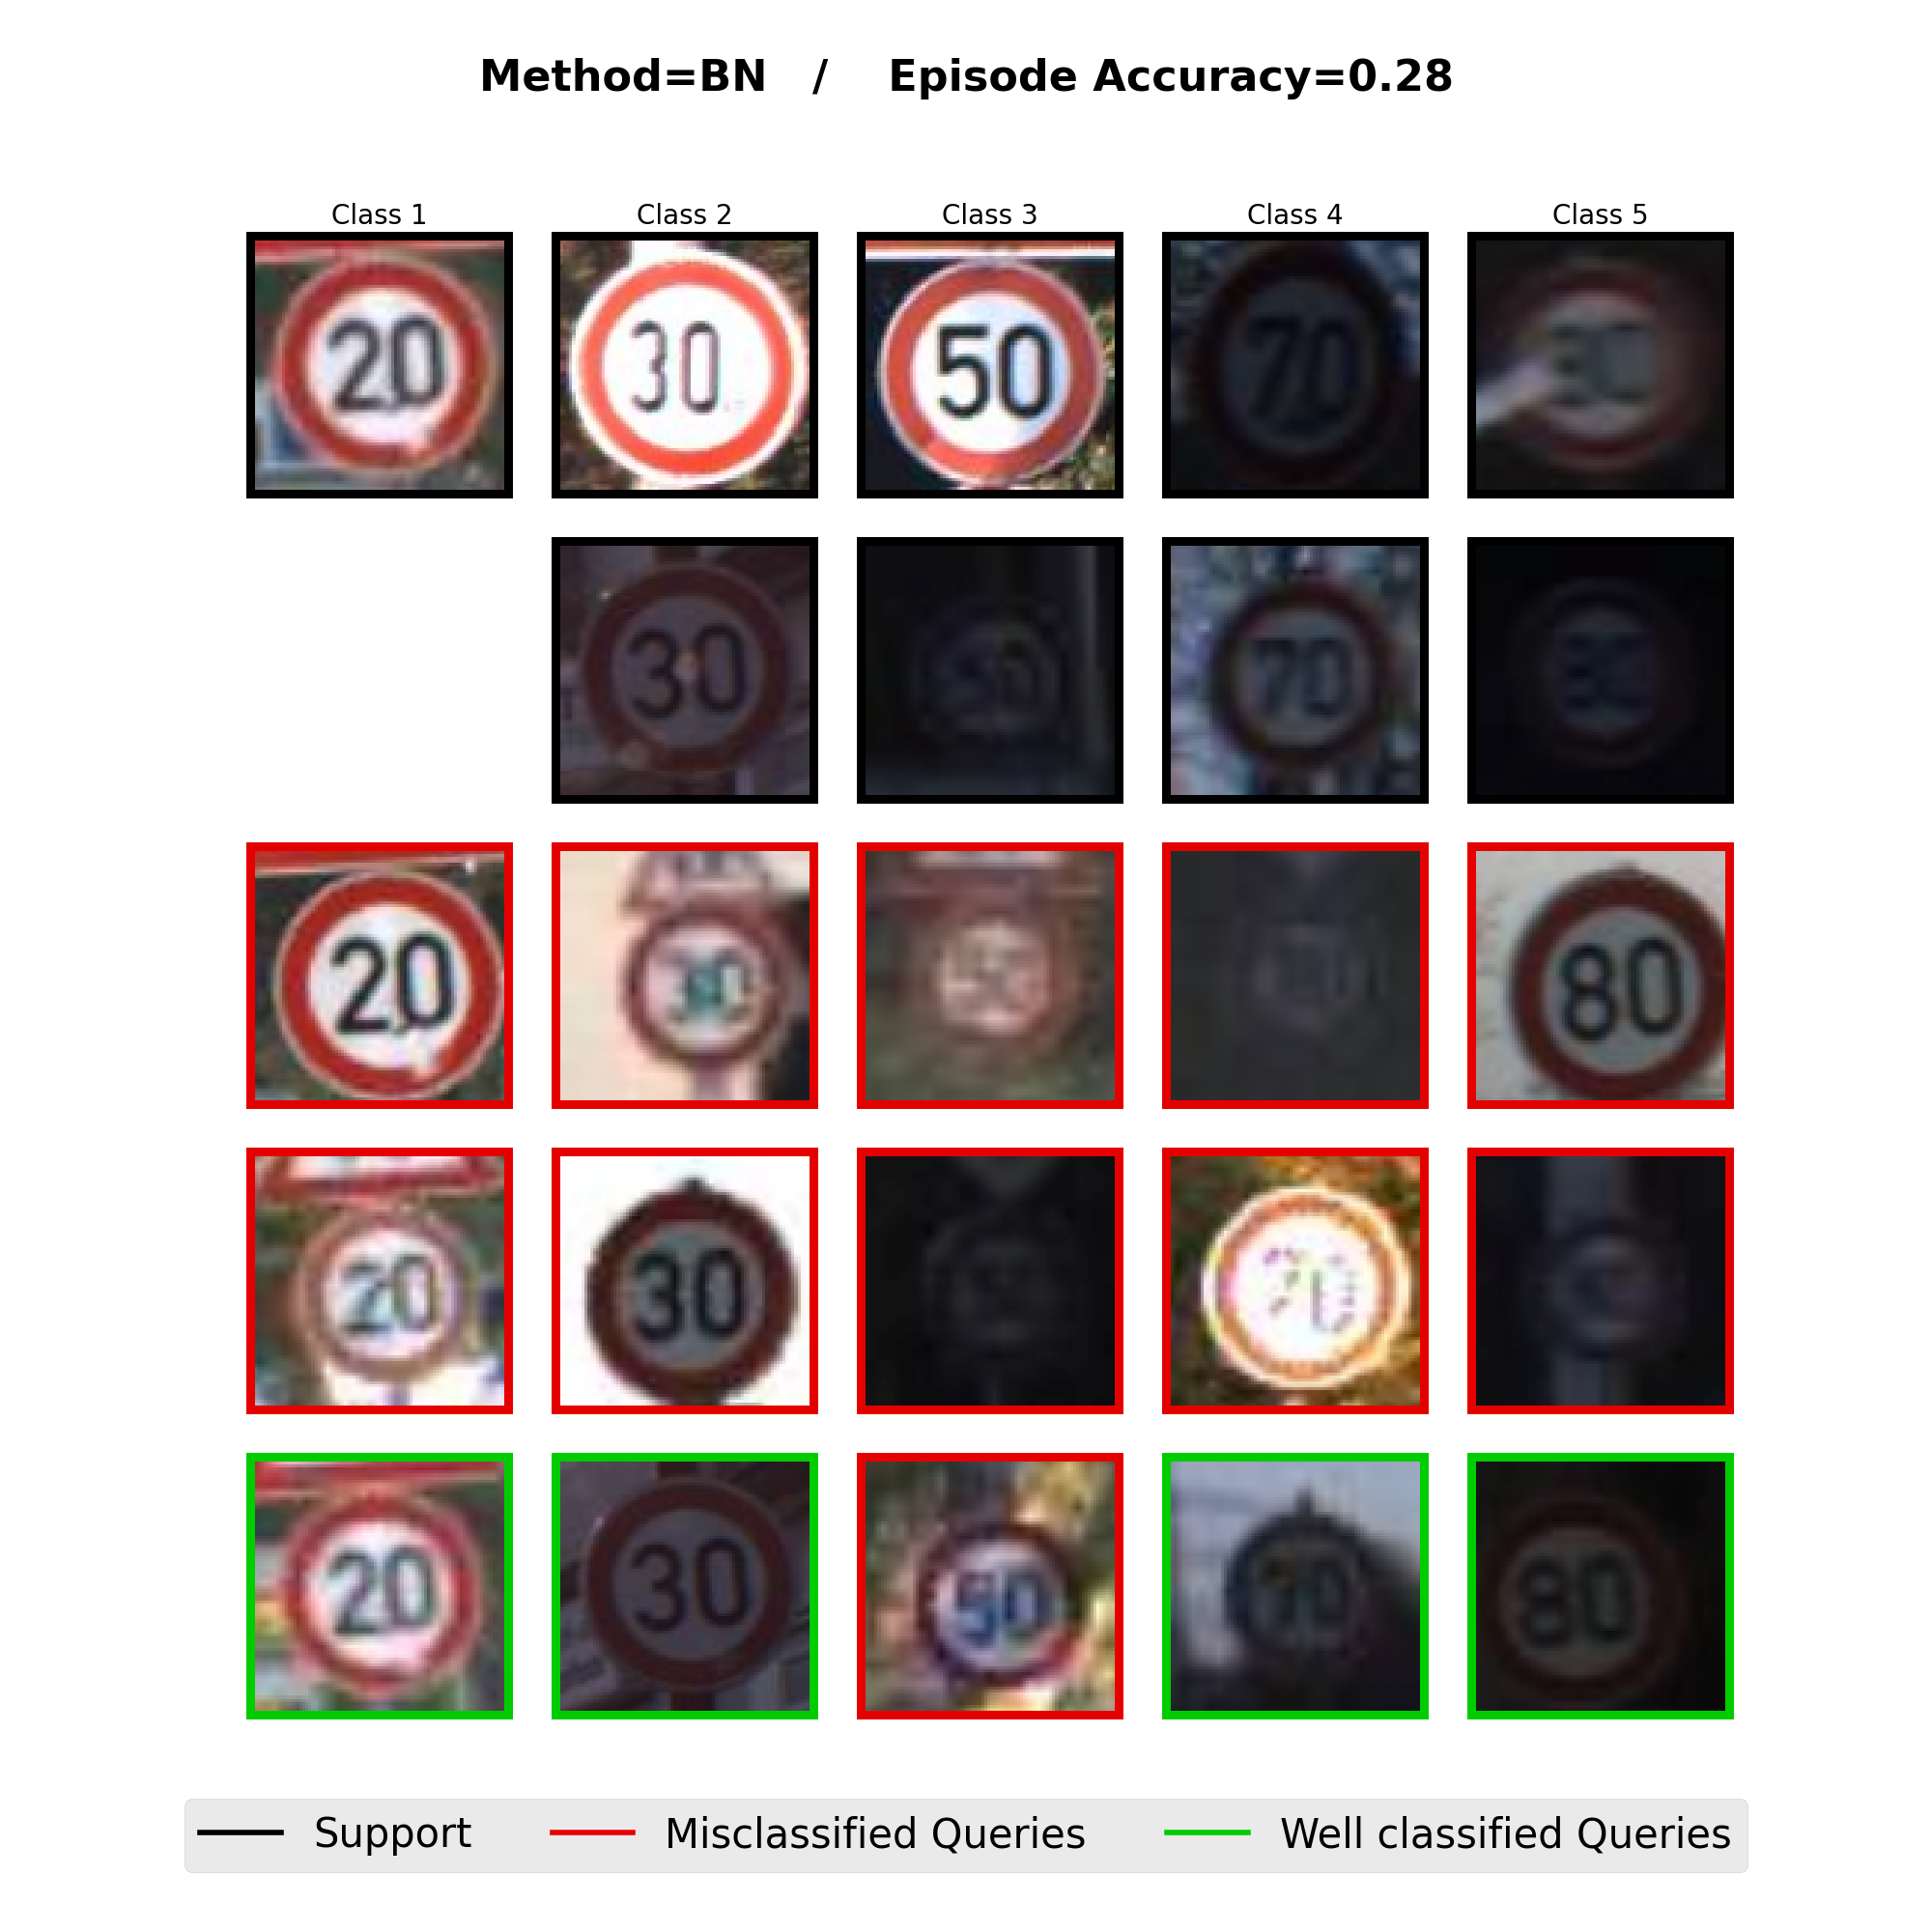 Method=BN / Episode Accuracy=0.28
Class 1 Class 2 Class 3 Class 4 Class 5
20 30 50 70
30 70
20 80
20 30
20 30 50 70 80
Support Misclassified Queries Well classified Queries